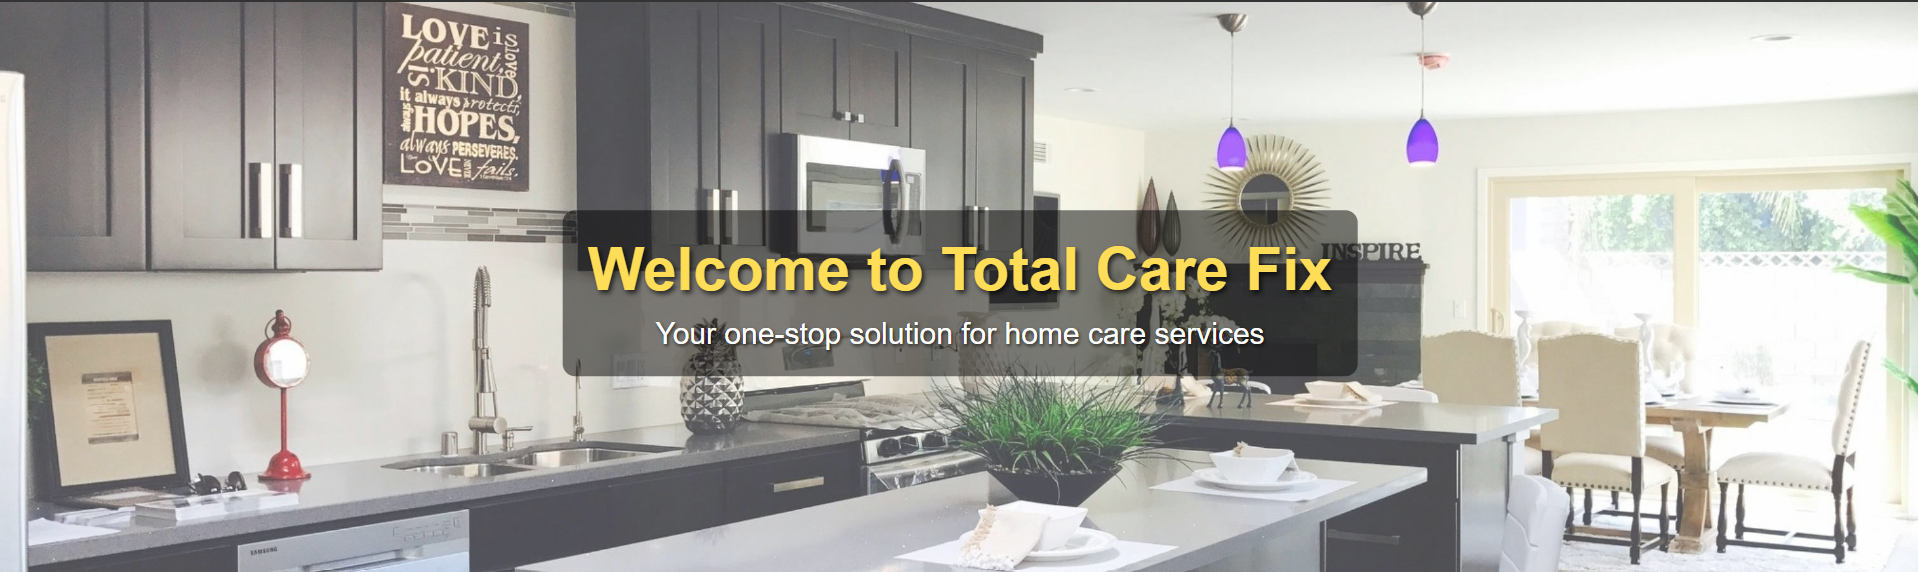 LOVE is
patient,
is KIND,
love
it always protects,
always
HOPES,
always PERSEVERES.
LOVE
fails.
INSPIRE
Welcome to Total Care Fix
Your one-stop solution for home care services
SAMSUNG